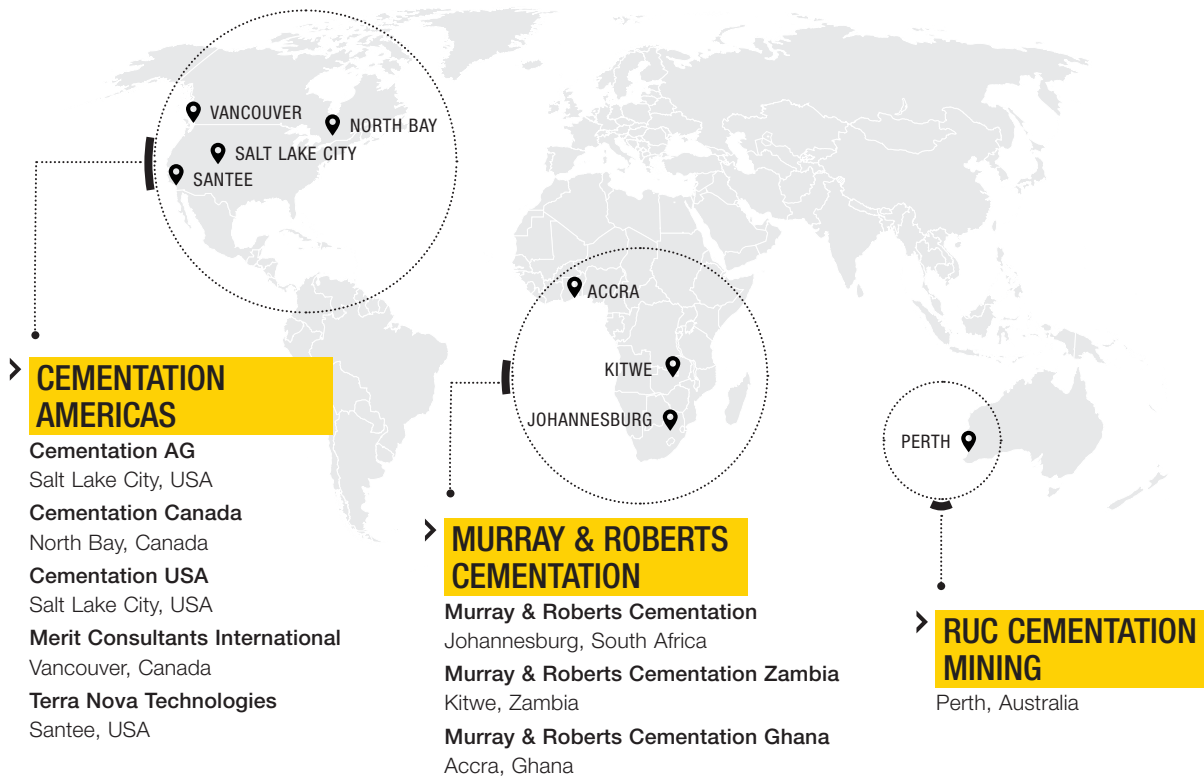 VANCOUVER
NORTH BAY
SALT LAKE CITY
SANTEE
ACCRA
KITWE
JOHANNESBURG
PERTH
CEMENTATION
AMERICAS
Cementation AG
Salt Lake City, USA
Cementation Canada
North Bay, Canada
Cementation USA
Salt Lake City, USA
Merit Consultants International
Vancouver, Canada
Terra Nova Technologies
Santee, USA
MURRAY & ROBERTS
CEMENTATION
Murray & Roberts Cementation
Johannesburg, South Africa
Murray & Roberts Cementation Zambia
Kitwe, Zambia
Murray & Roberts Cementation Ghana
Accra, Ghana
RUC CEMENTATION
MINING
Perth, Australia